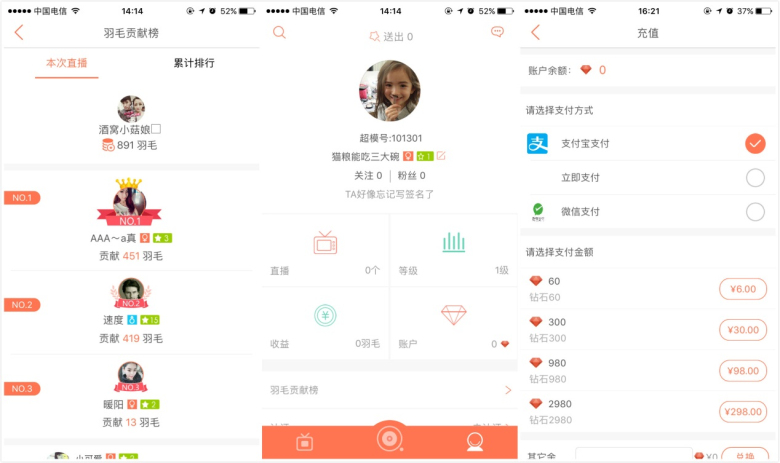 中国电信 14:14 52%
羽毛贡献榜
本次直播 累计排行
酒窝小菇娘
891 羽毛
NO.1
NO.1
AAA～a真 3
贡献 451 羽毛
NO.2
NO.2
速度 15
贡献 419 羽毛
NO.3
NO.3
暖阳 2
贡献 13 羽毛
小可爱
中国电信 14:14 52%
送出 0
超模号:101301
猫粮能吃三大碗 1
关注 0 | 粉丝 0
TA好像忘记写签名了
直播 0个
等级 1级
收益 0羽毛
账户 0
羽毛贡献榜
中国电信 16:21 37%
充值
账户余额： 0
请选择支付方式
支 支付宝支付
立即支付
微信支付
请选择支付金额
60
钻石60
¥6.00
300
钻石300
¥30.00
980
钻石980
¥98.00
2980
钻石2980
¥298.00
其它金 ¥0 兑换